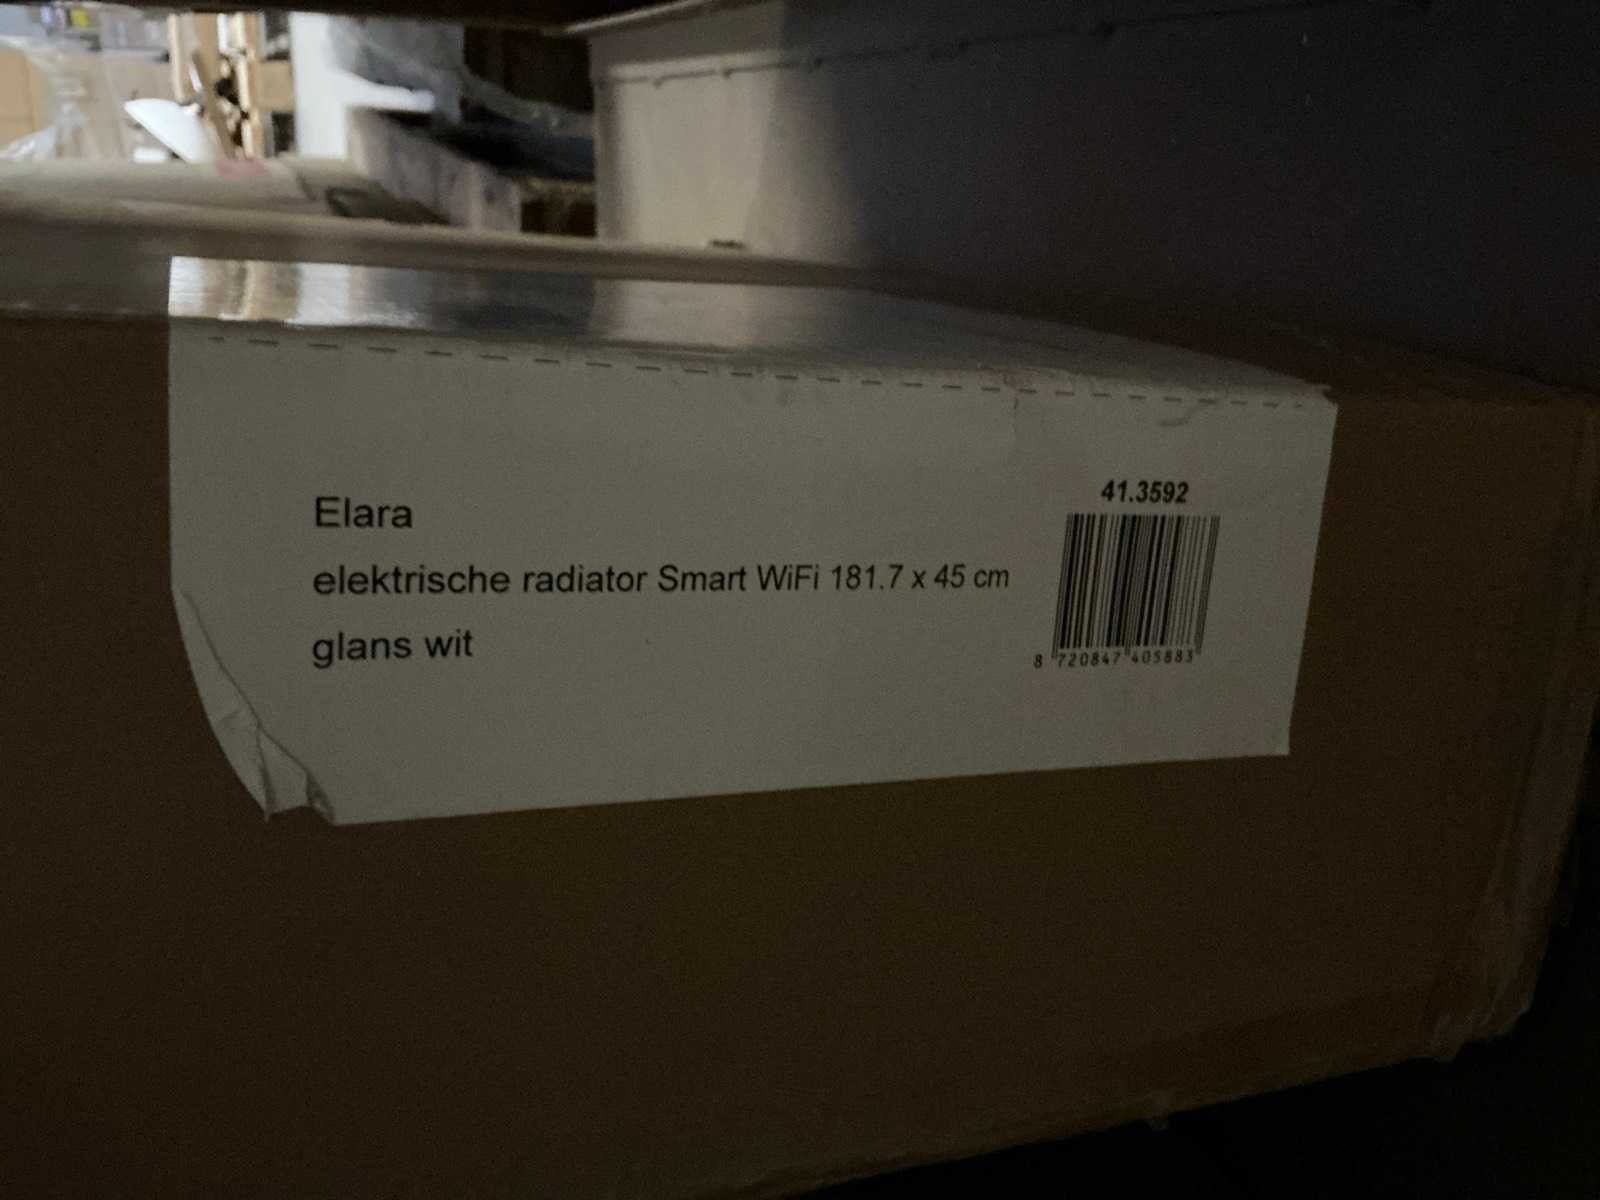 Elara
elektrische radiator Smart WiFi 181.7 x 45 cm
glans wit
41.3592
8 720847 405883